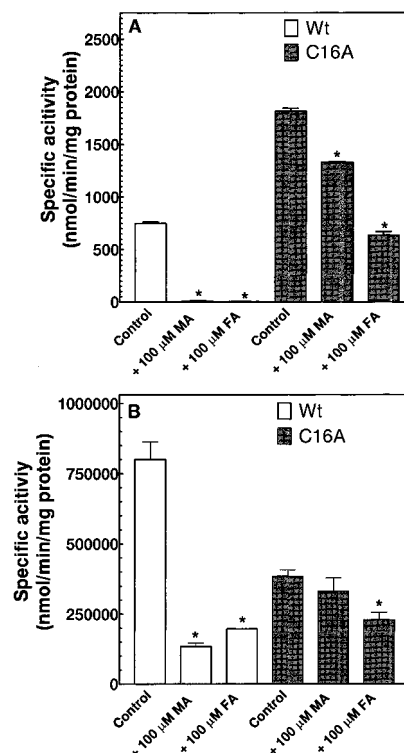 A
Wt
C16A
Specific acitivity
(nmol/min/mg protein)
2500
2000
1500
1000
500
0
*
*
*
*
Control
+ 100 µM MA
+ 100 µM FA
Control
+ 100 µM MA
+ 100 µM FA
B
Wt
C16A
Specific acitiviy
(nmol/min/mg protein)
1000000
750000
500000
250000
0
*
*
*
Control
+ 100 µM MA
+ 100 µM FA
Control
+ 100 µM MA
+ 100 µM FA